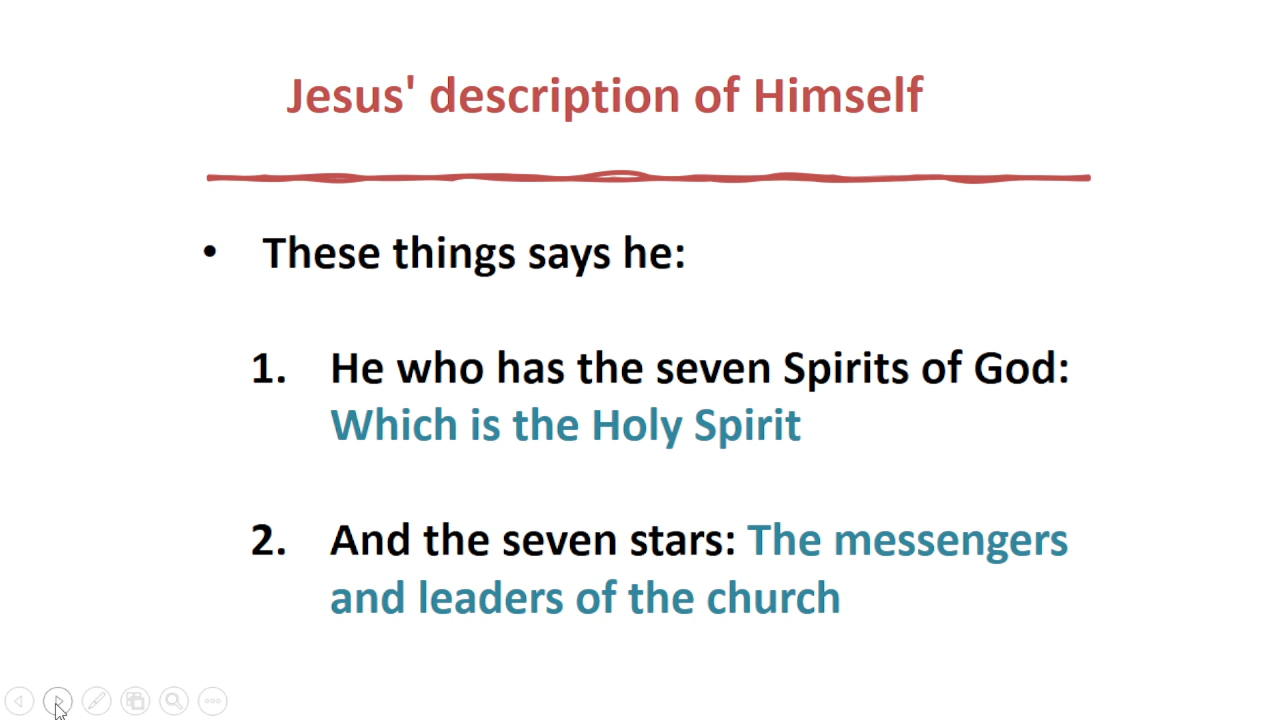 Jesus' description of Himself
• These things says he:
1. He who has the seven Spirits of God:
Which is the Holy Spirit
2. And the seven stars: The messengers
and leaders of the church